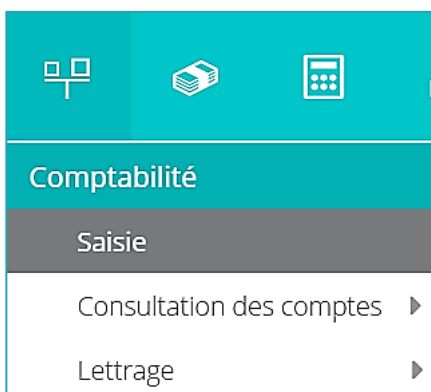 Comptabilité
Saisie
Consultation des comptes
Lettrage